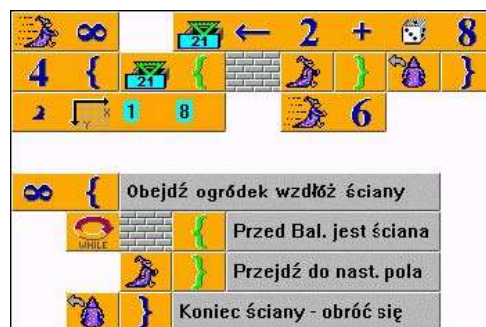 ∞ 21 ← 2 + 8
4 { 21 { } }
2 X Y 1 8 6
∞ { Obejdź ogródek wzdłóż ściany
WHILE { Przed Bal. jest ściana
} Przejdź do nast. pola
} Koniec ściany - obróć się